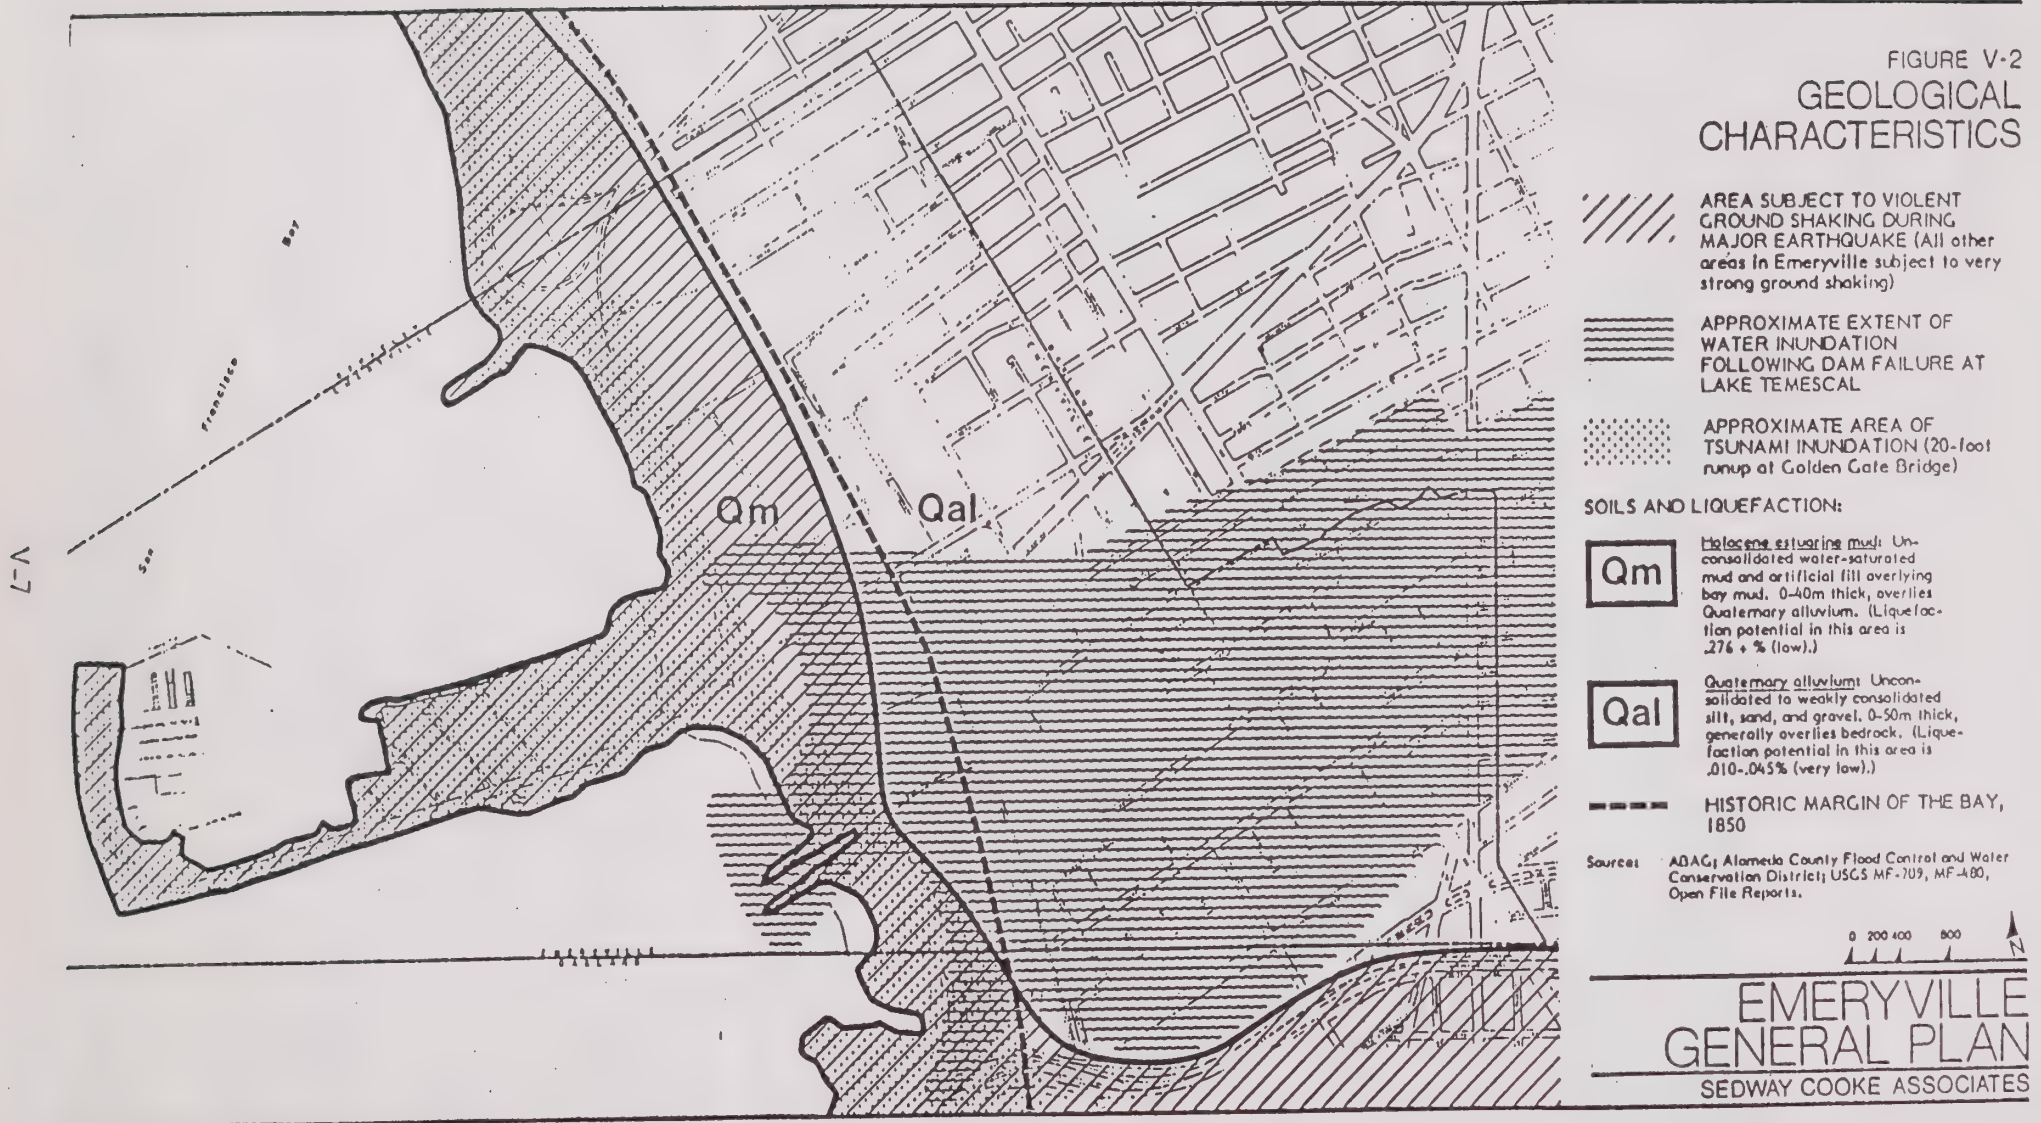 FIGURE V-2
GEOLOGICAL
CHARACTERISTICS
AREA SUBJECT TO VIOLENT
GROUND SHAKING DURING
MAJOR EARTHQUAKE (All other
areas in Emeryville subject to very
strong ground shaking)
APPROXIMATE EXTENT OF
WATER INUNDATION
FOLLOWING DAM FAILURE AT
LAKE TEMESCAL
APPROXIMATE AREA OF
TSUNAMI INUNDATION (20-foot
runup at Golden Gate Bridge)
SOILS AND LIQUEFACTION:
Qm
Holocene estuarine mud: Un-
consolidated water-saturated
mud and artificial fill overlying
bay mud. 0-40m thick, overlies
Quaternary alluvium. (Liquefac-
tion potential in this area is
.276 + % (low).)
Qal
Quaternary alluvium: Uncon-
solidated to weakly consolidated
silt, sand, and gravel. 0-50m thick,
generally overlies bedrock. (Lique-
faction potential in this area is
.010-.045% (very low).)
HISTORIC MARGIN OF THE BAY,
1850
Source: ABAG; Alameda County Flood Control and Water
Conservation District; USGS MF-709, MF-480,
Open File Reports.
0 200 400 800
N
EMERYVILLE
GENERAL PLAN
SEDWAY COOKE ASSOCIATES
San
Francisco
Bay
Qm
Qal
EMERYVILLE
OAKLAND
V-7